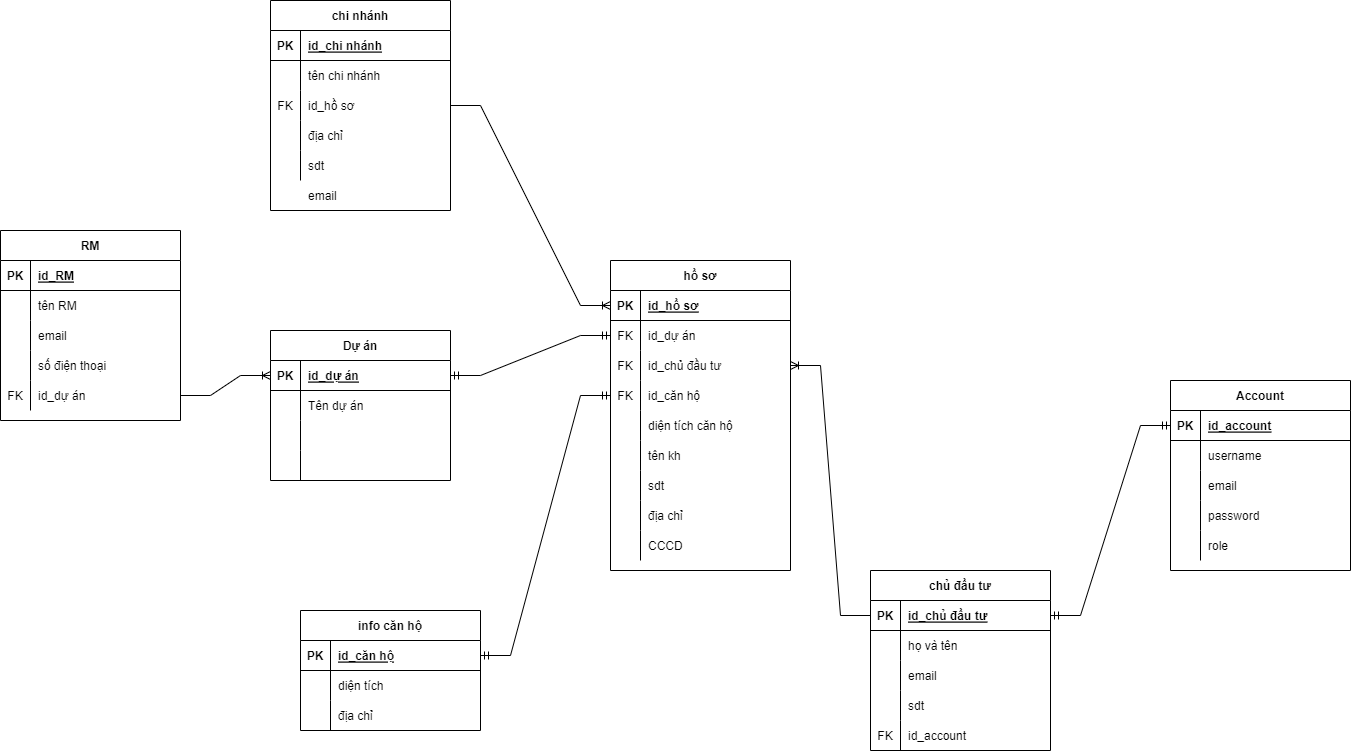 chi nhánh
PK id_chi nhánh
tên chi nhánh
FK id_hồ sơ
địa chỉ
sdt
email
RM
PK id_RM
tên RM
email
số điện thoại
FK id_dự án
Dự án
PK id_dự án
Tên dự án
hồ sơ
PK id_hồ sơ
FK id_dự án
FK id_chủ đầu tư
FK id_căn hộ
diện tích căn hộ
tên kh
sdt
địa chỉ
CCCD
info căn hộ
PK id_căn hộ
diện tích
địa chỉ
chủ đầu tư
PK id_chủ đầu tư
họ và tên
email
sdt
FK id_account
Account
PK id_account
username
email
password
role